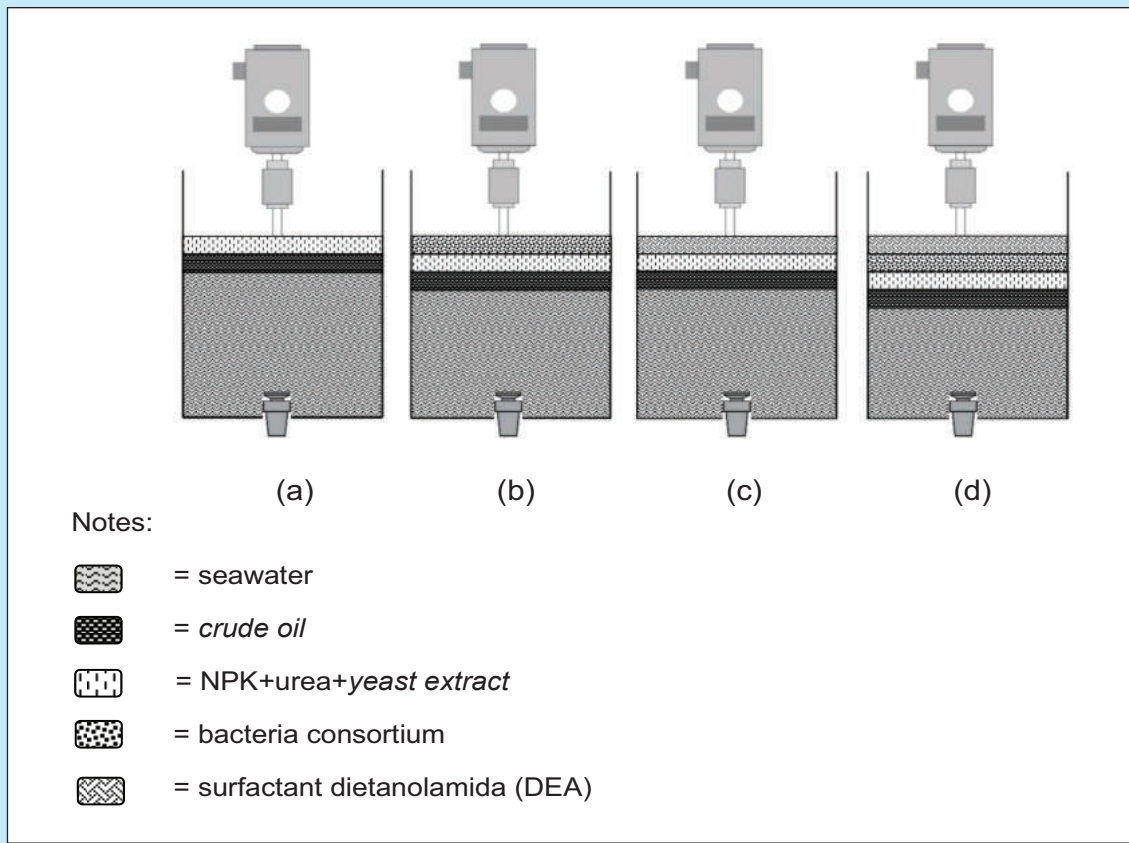 (a) (b) (c) (d)
Notes:
= seawater
= crude oil
= NPK+urea+yeast extract
= bacteria consortium
= surfactant dietanolamida (DEA)